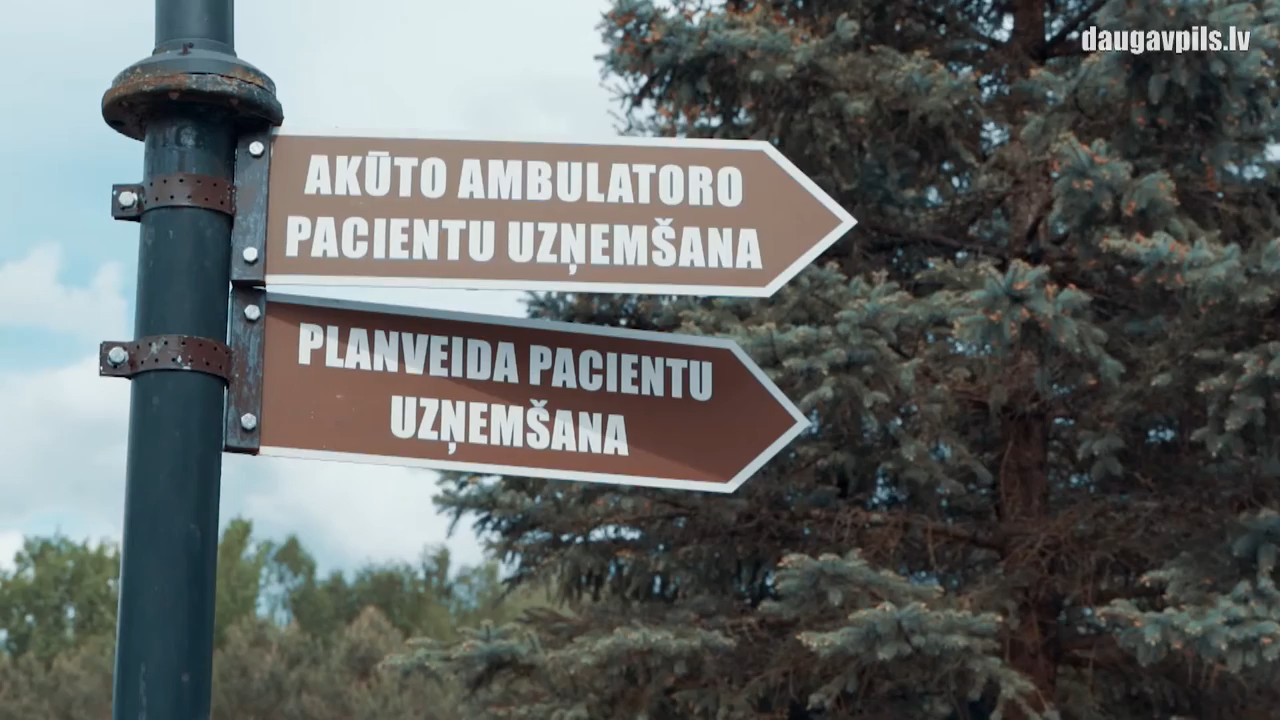 daugavpils.lv
AKŪTO AMBULATORO
PACIENTU UZŅEMŠANA
PLANVEIDA PACIENTU
UZŅEMŠANA